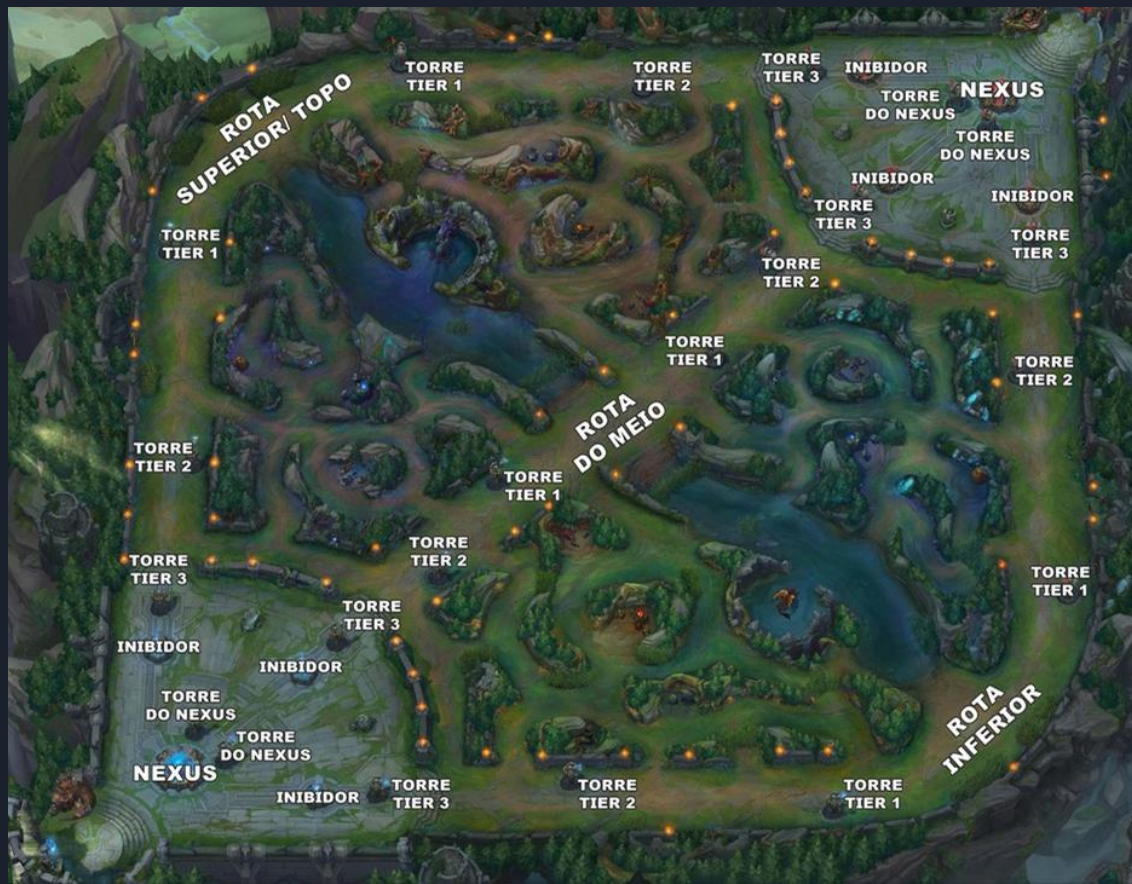 TORRE
TIER 1
TORRE
TIER 2
TORRE
TIER 3
INIBIDOR
NEXUS
TORRE
DO NEXUS
TORRE
DO NEXUS
ROTA
SUPERIOR/ TOPO
INIBIDOR
INIBIDOR
TORRE
TIER 3
TORRE
TIER 3
TORRE
TIER 1
TORRE
TIER 2
TORRE
TIER 1
TORRE
TIER 2
ROTA
DO MEIO
TORRE
TIER 2
TORRE
TIER 1
TORRE
TIER 2
TORRE
TIER 3
TORRE
TIER 1
TORRE
TIER 3
INIBIDOR
INIBIDOR
TORRE
DO NEXUS
TORRE
DO NEXUS
NEXUS
INIBIDOR
TORRE
TIER 3
TORRE
TIER 2
TORRE
TIER 1
ROTA
INFERIOR